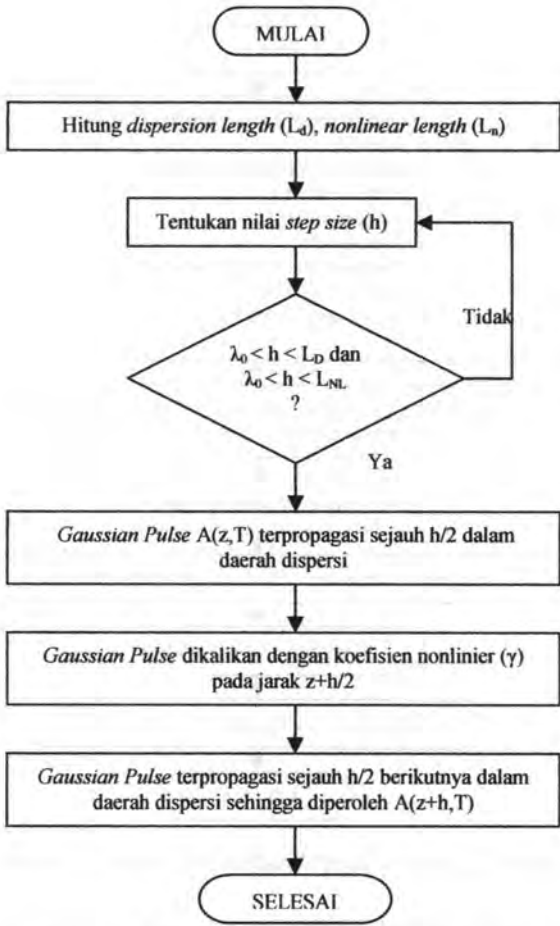 MULAI
Hitung dispersion length (Ld), nonlinear length (Ln)
Tentukan nilai step size (h)
Tidak
λ0 < h < LD dan
λ0 < h < LNL
?
Ya
Gaussian Pulse A(z,T) terpropagasi sejauh h/2 dalam
daerah dispersi
Gaussian Pulse dikalikan dengan koefisien nonlinier (γ)
pada jarak z+h/2
Gaussian Pulse terpropagasi sejauh h/2 berikutnya dalam
daerah dispersi sehingga diperoleh A(z+h,T)
SELESAI